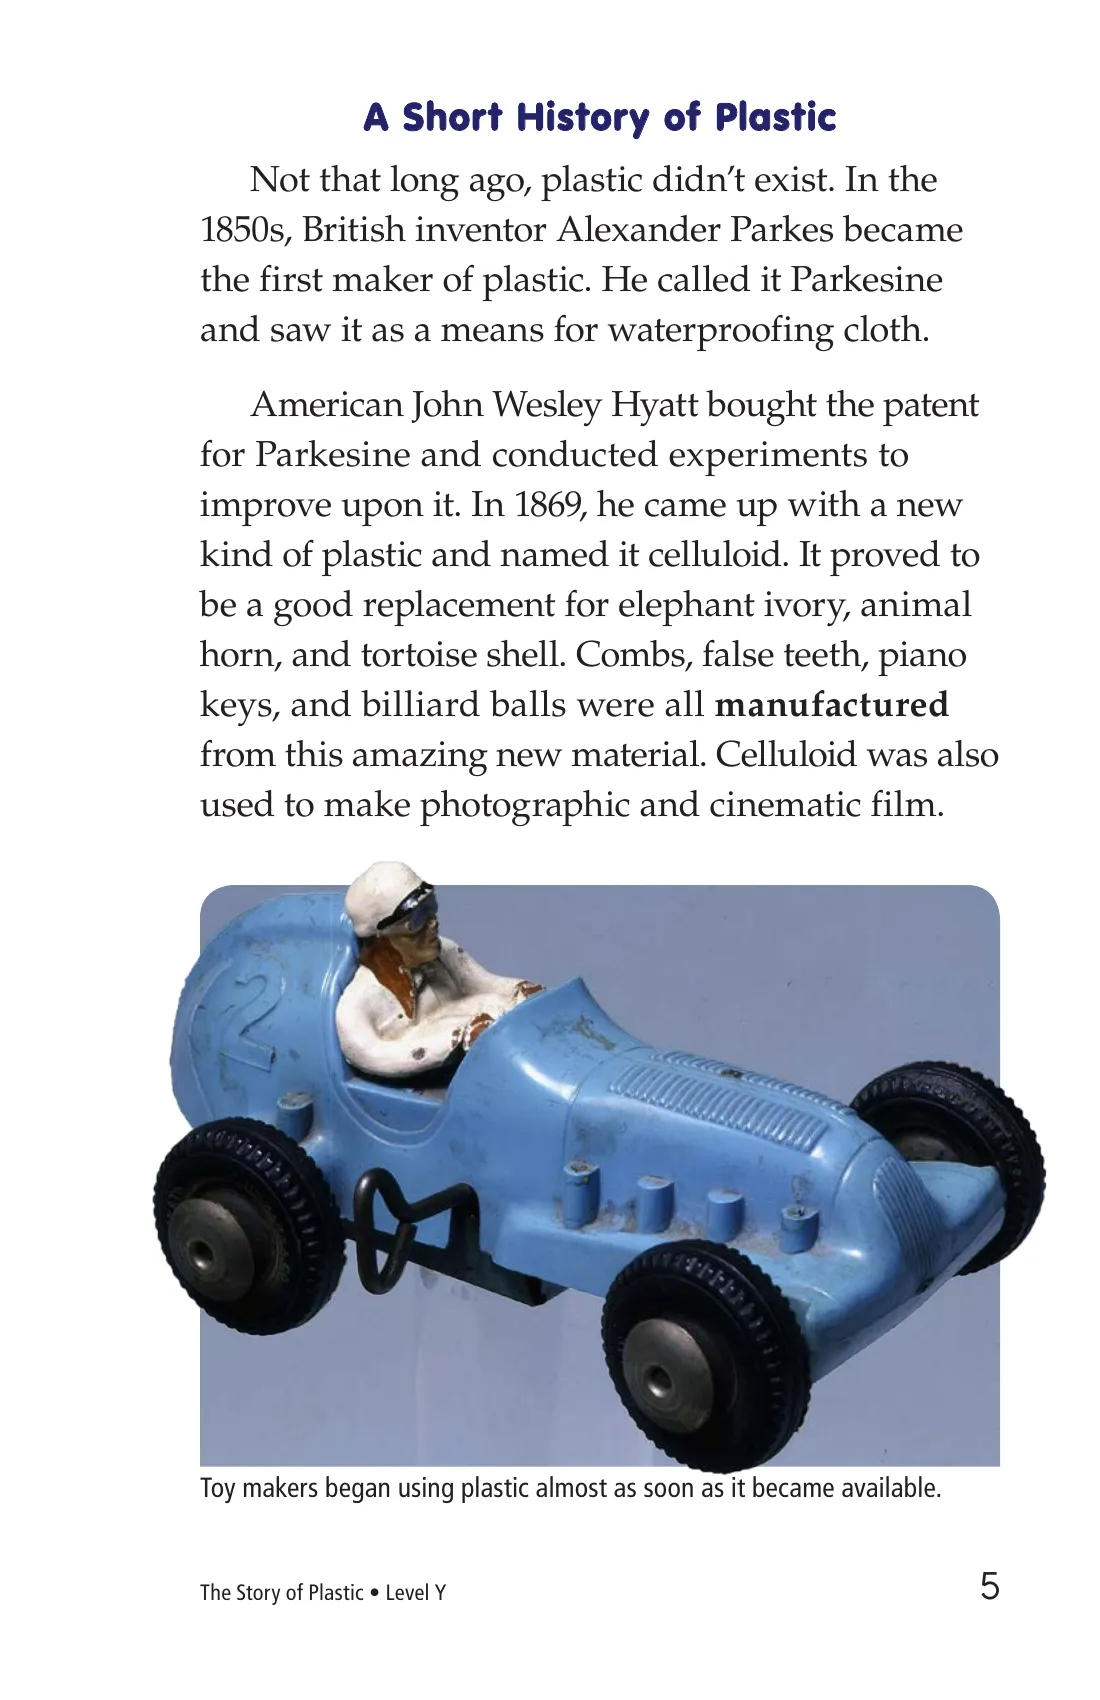 A Short History of Plastic
Not that long ago, plastic didn’t exist. In the
1850s, British inventor Alexander Parkes became
the first maker of plastic. He called it Parkesine
and saw it as a means for waterproofing cloth.
American John Wesley Hyatt bought the patent
for Parkesine and conducted experiments to
improve upon it. In 1869, he came up with a new
kind of plastic and named it celluloid. It proved to
be a good replacement for elephant ivory, animal
horn, and tortoise shell. Combs, false teeth, piano
keys, and billiard balls were all manufactured
from this amazing new material. Celluloid was also
used to make photographic and cinematic film.
2
Toy makers began using plastic almost as soon as it became available.
The Story of Plastic • Level Y
5